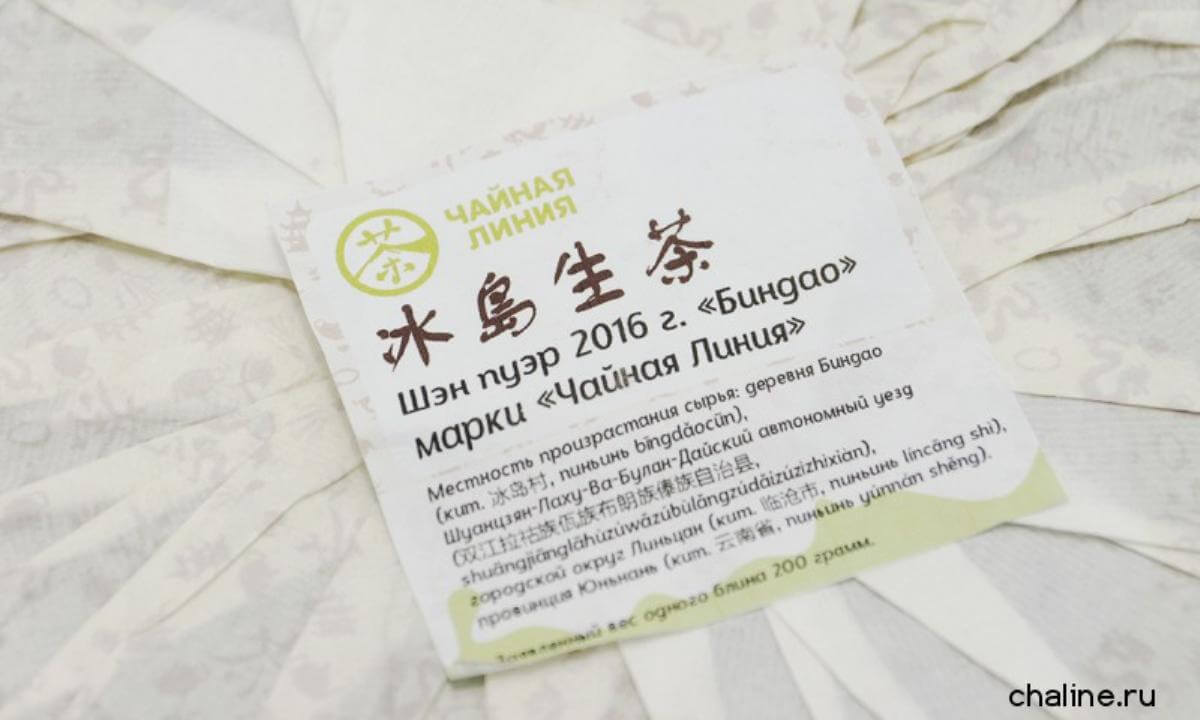 茶
ЧАЙНАЯ
ЛИНИЯ
冰島生茶
Шэн пуэр 2016 г. «Биндао»
марки «Чайная Линия»
Местность произрастания сырья: деревня Биндао
(кит. 冰岛村, пиньинь bīngdǎocūn),
Шуанцзян-Лаху-Ва-Булан-Дайский автономный уезд
(双江拉祜族佤族布朗族傣族自治县,
shuāngjiānglāhùzúwǎzúbùlǎngzúdǎizúzìzhìxiàn),
городской округ Линьцан (кит. 临沧市, пиньинь líncāng shì),
провинция Юньнань (кит. 云南省, пиньинь yúnnán shěng).
Заявленный вес одного блина 200 грамм.
chaline.ru